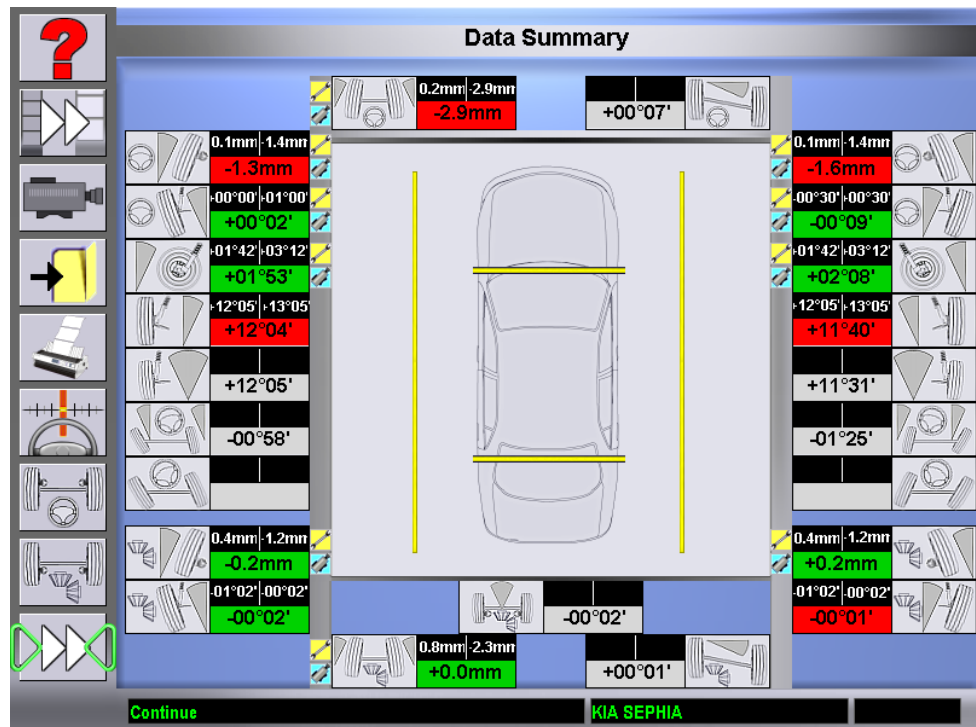 ?
Data Summary
0.2mm -2.9mm
-2.9mm
+00°07'
0.1mm -1.4mm
-1.3mm
0.1mm -1.4mm
-1.6mm
+00°00' +01°00'
+00°02'
-00°30' +00°30'
-00°09'
+01°42' +03°12'
+01°53'
+01°42' +03°12'
+02°08'
+12°05' +13°05'
+12°04'
+12°05' +13°05'
+11°40'
+12°05'
+11°31'
-00°58'
-01°25'
0.4mm -1.2mm
-0.2mm
0.4mm -1.2mm
+0.2mm
-01°02' -00°02'
-00°02'
-01°02' -00°02'
-00°01'
-00°02'
0.8mm -2.3mm
+0.0mm
+00°01'
Continue
KIA SEPHIA